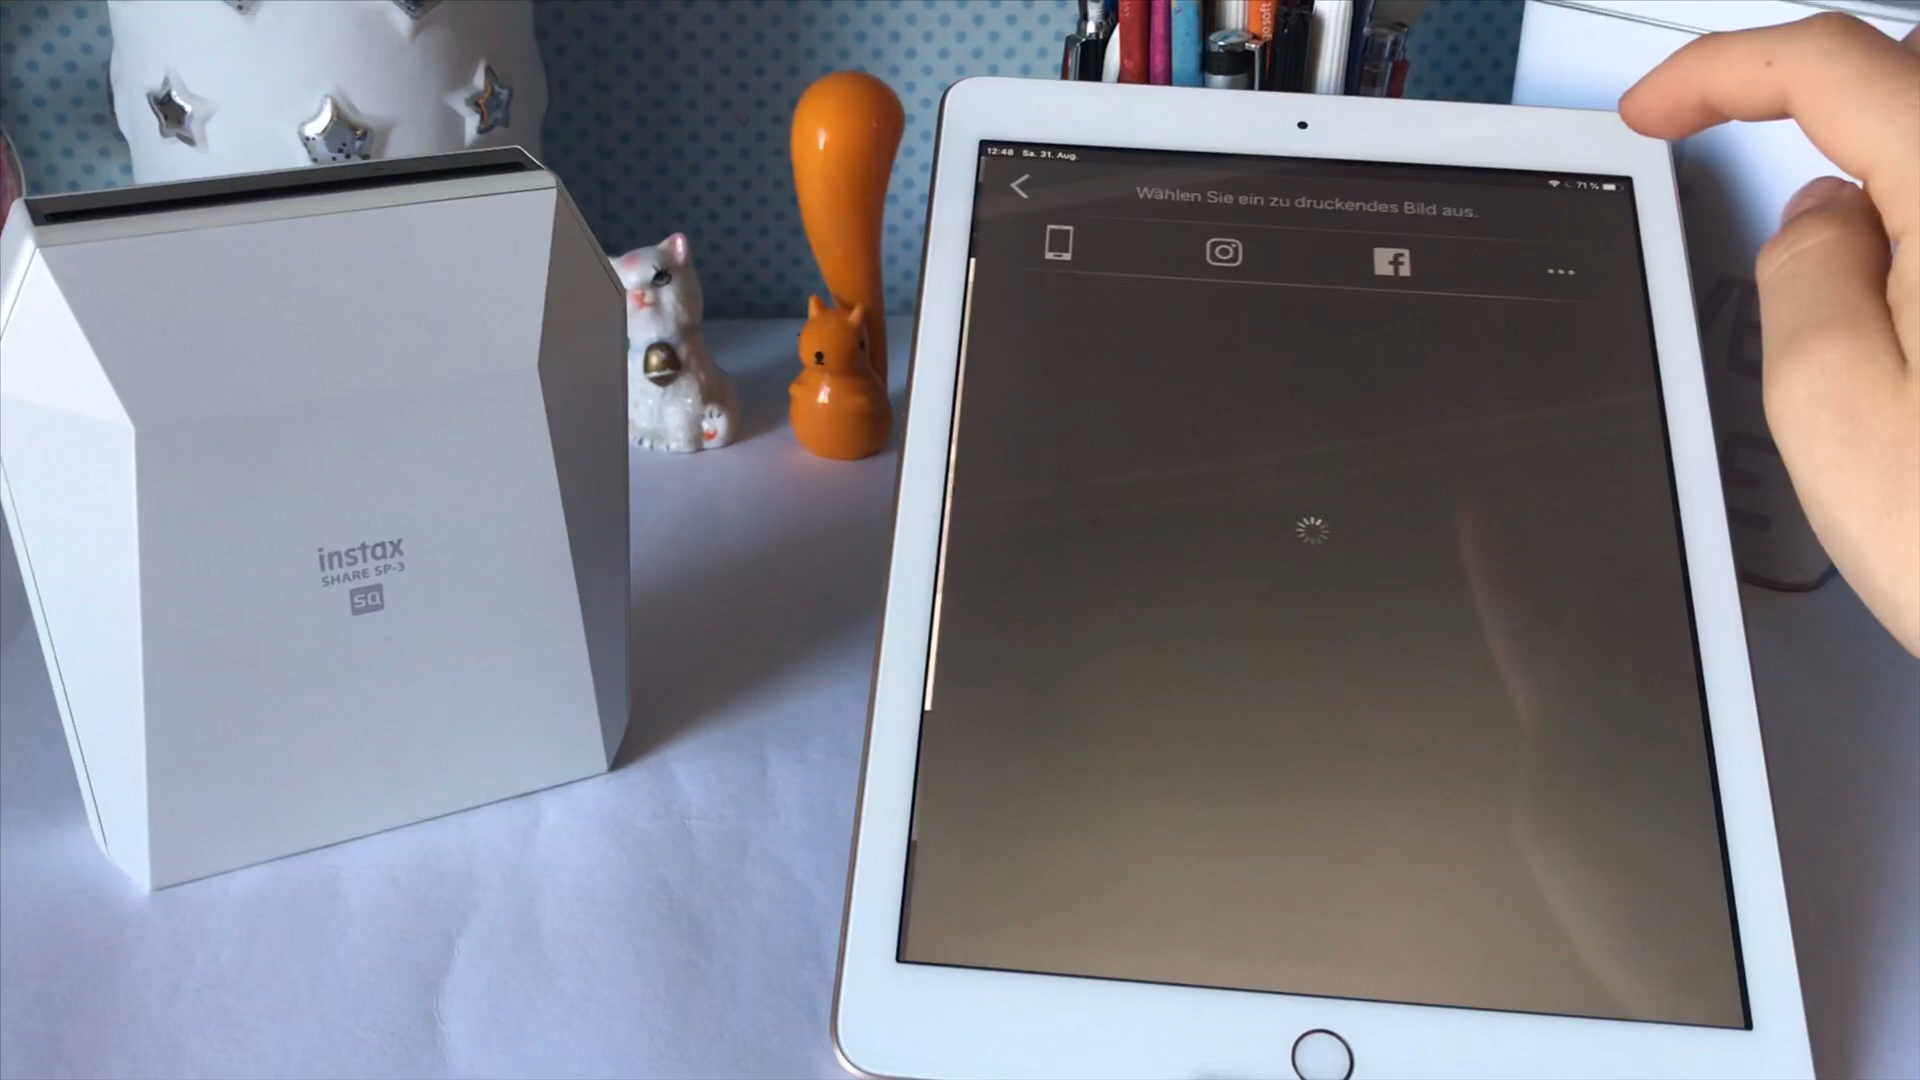 instax
SHARE SP-3
SQ
12:48 Sa. 31. Aug.
71 %
Wählen Sie ein zu druckendes Bild aus.